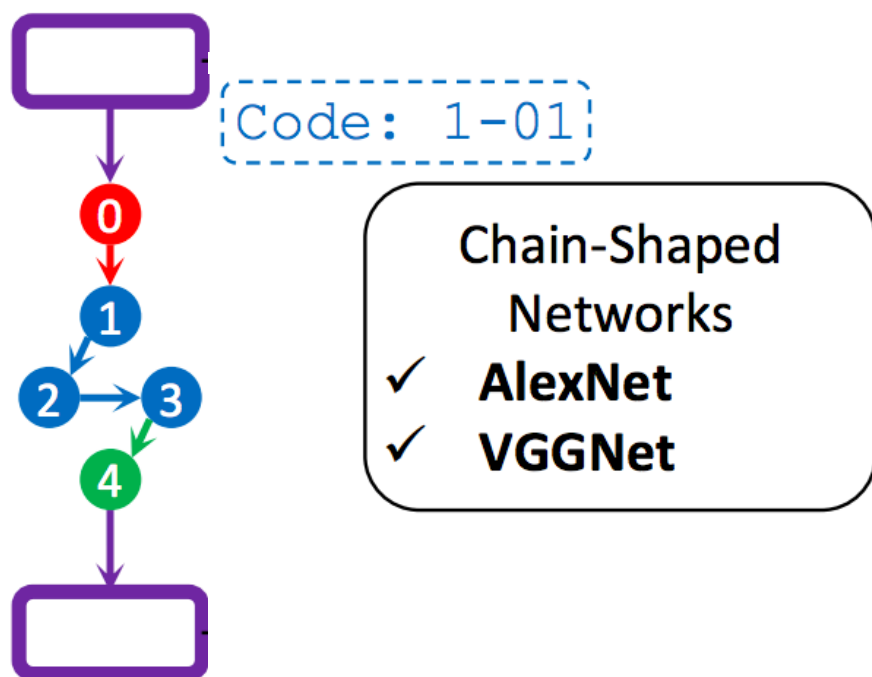 Code: 1-01
0
1
2 3
4
Chain-Shaped
Networks
✓ AlexNet
✓ VGGNet